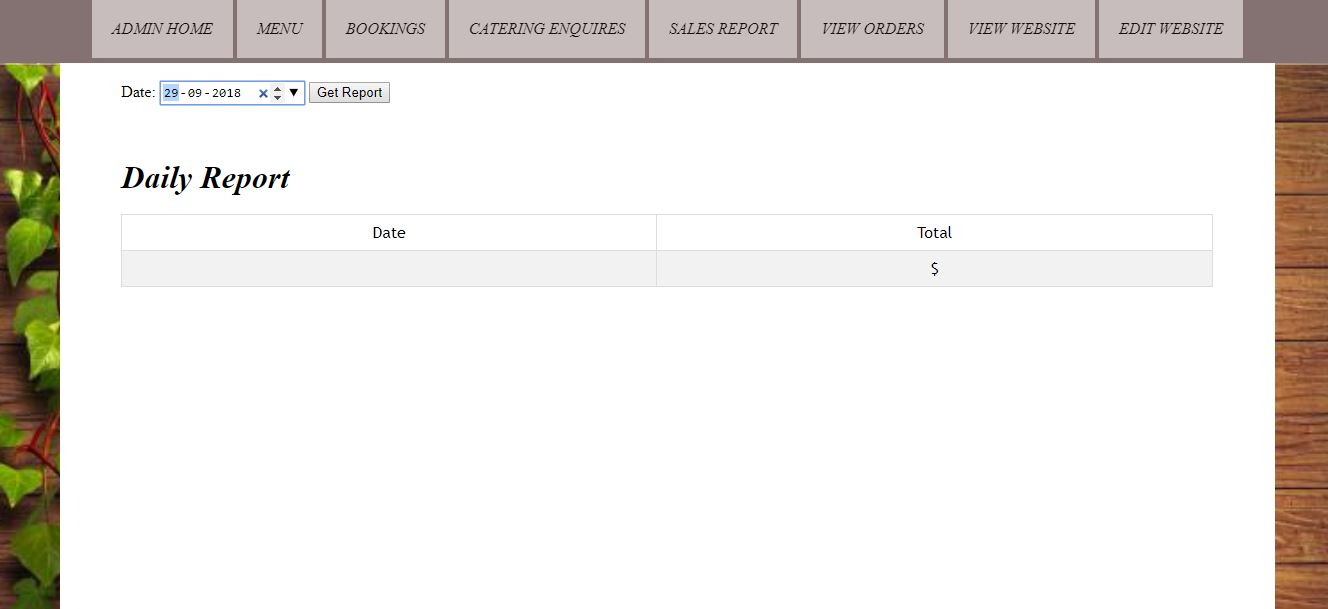 ADMIN HOME MENU BOOKINGS CATERING ENQUIRES SALES REPORT VIEW ORDERS VIEW WEBSITE EDIT WEBSITE
Date: 29-09-2018 Get Report
Daily Report
Date Total
$